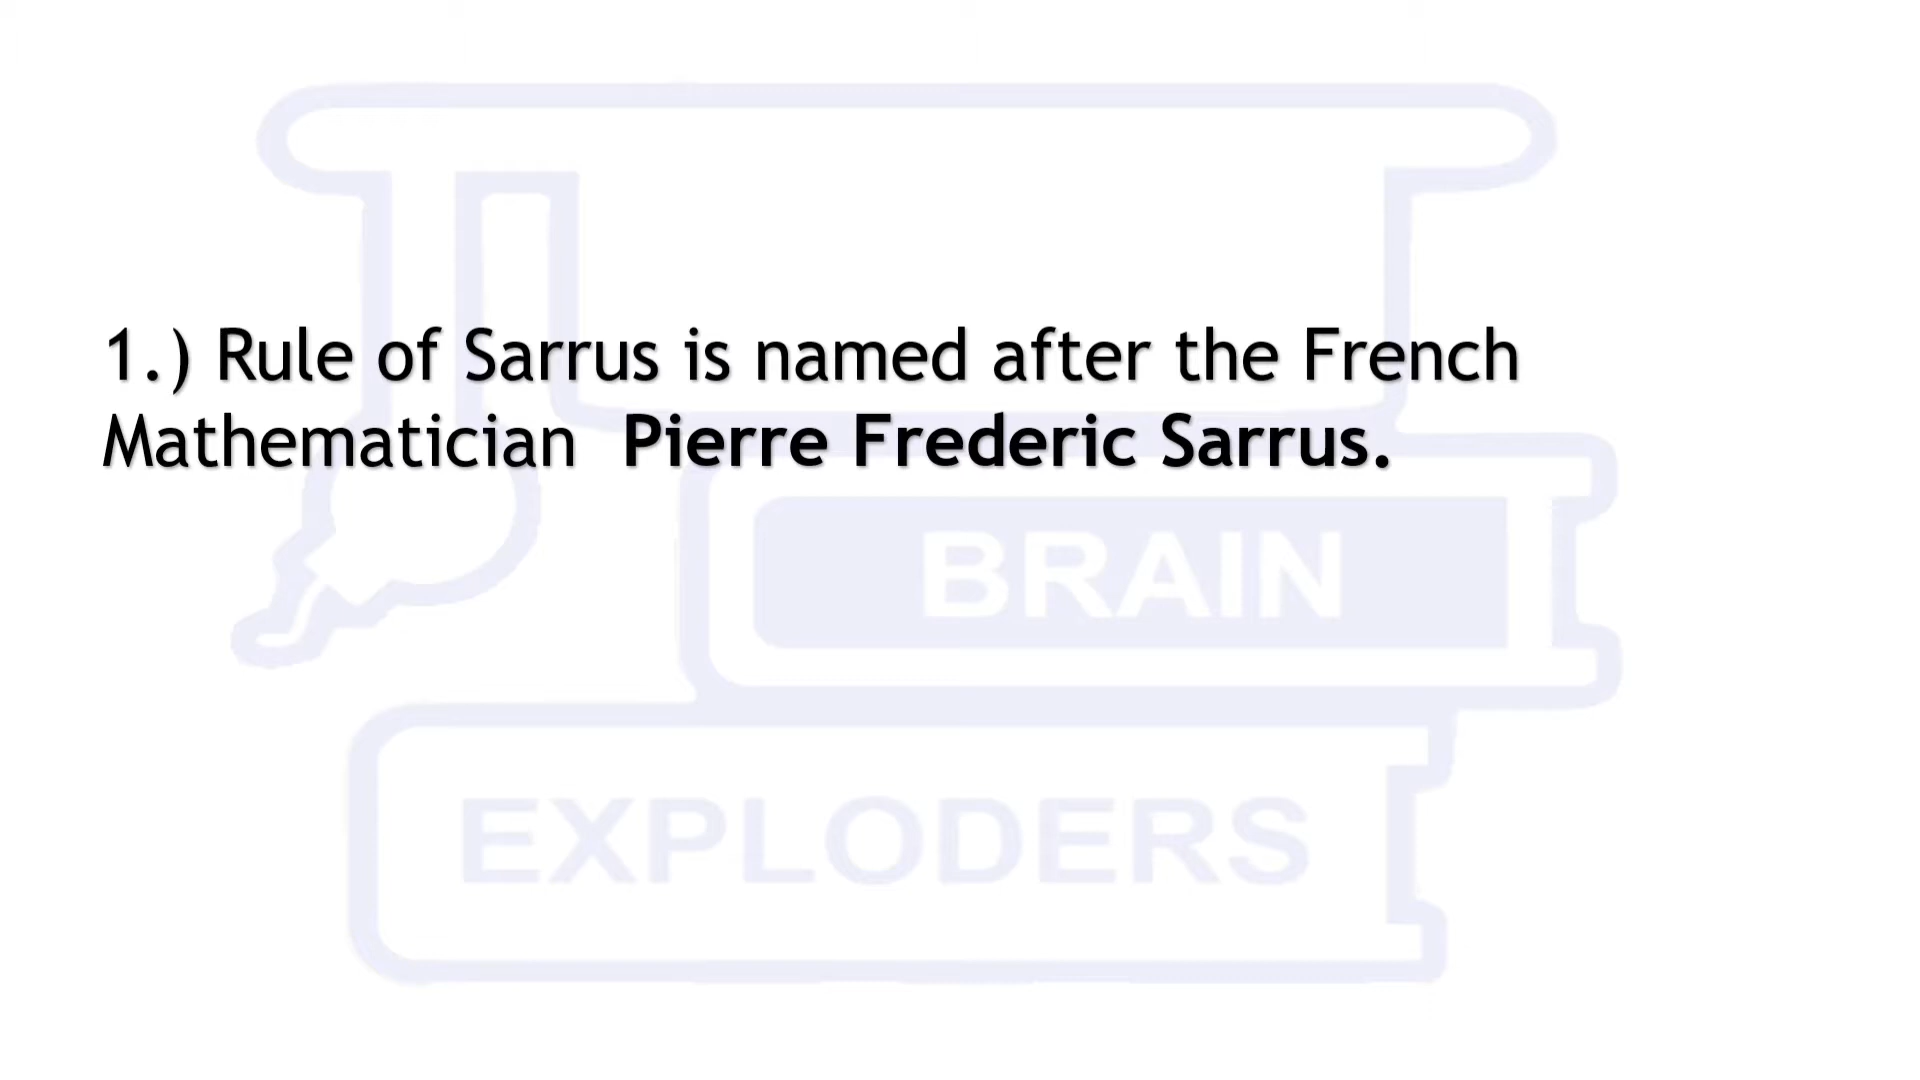 1.) Rule of Sarrus is named after the French
Mathematician Pierre Frederic Sarrus.
BRAIN
EXPLODERS